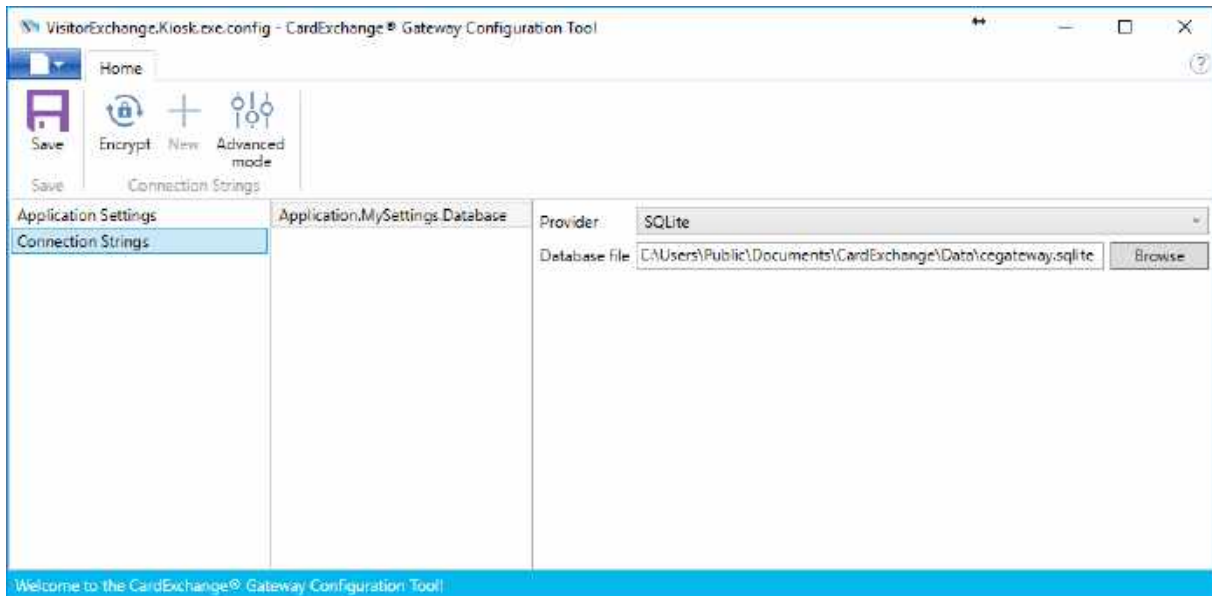 VisitorExchange.Kiosk.exe.config - CardExchange® Gateway Configuration Tool
Home
Save
Encrypt
New
Advanced mode
Save
Connection Strings
Application Settings
Connection Strings
Application.MySettings.Database
Provider
SQLite
Database file
C:\Users\Public\Documents\CardExchange\Data\cegateway.sqlite
Browse
Welcome to the CardExchange® Gateway Configuration Tool!